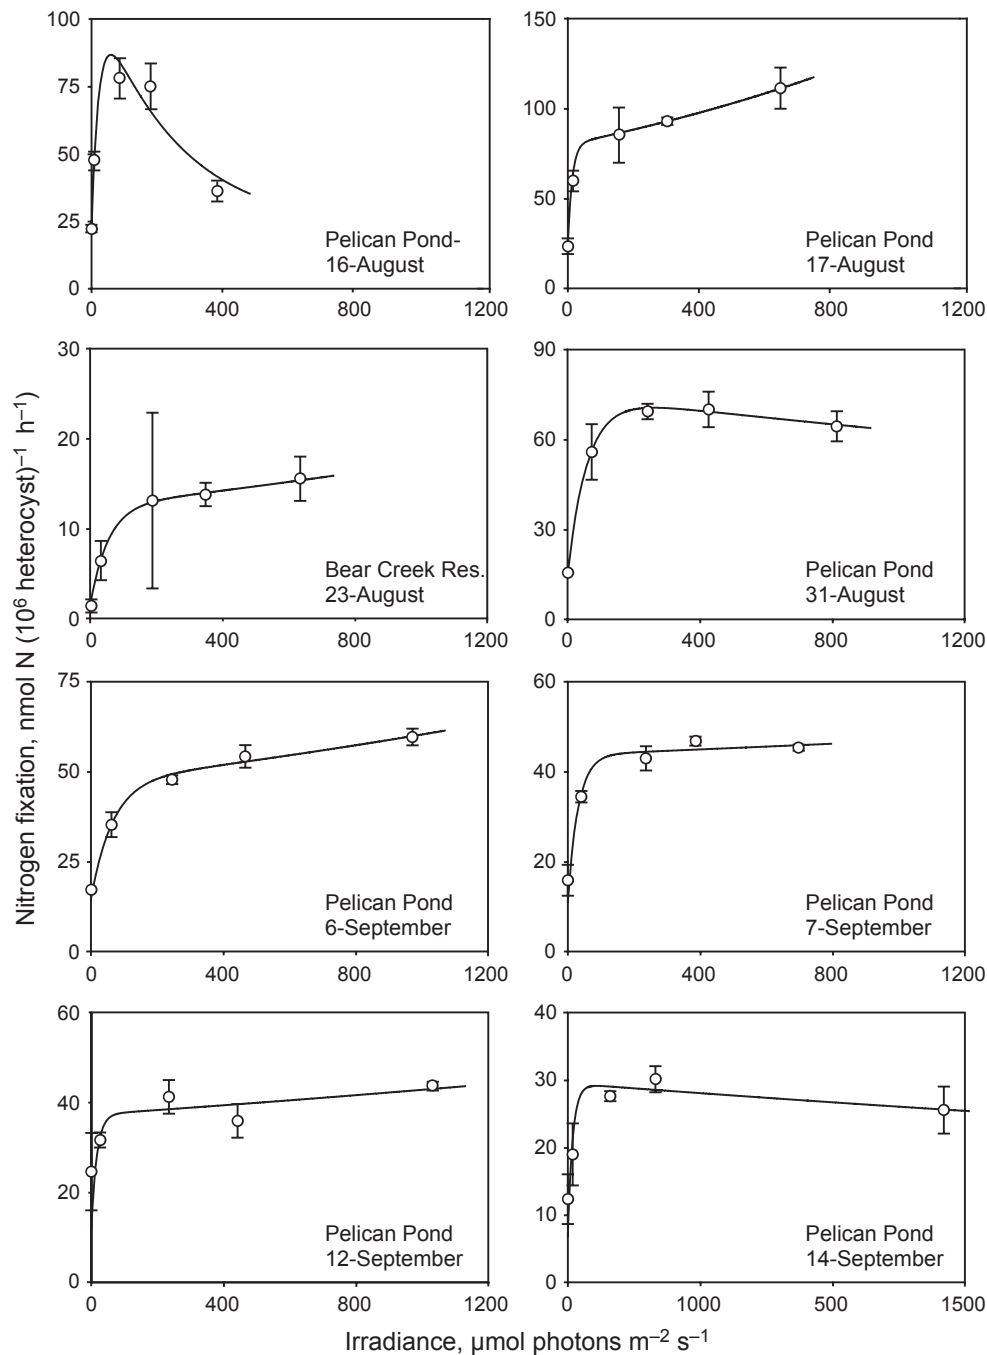 100
75
50
25
0
0 400 800 1200
Pelican Pond-
16-August
150
100
50
0
0 400 800 1200
Pelican Pond
17-August
30
20
10
0
0 400 800 1200
Bear Creek Res.
23-August
90
60
30
0
0 400 800 1200
Pelican Pond
31-August
75
50
25
0
0 400 800 1200
Pelican Pond
6-September
60
40
20
0
0 400 800 1200
Pelican Pond
7-September
60
40
20
0
0 400 800 1200
Pelican Pond
12-September
40
30
20
10
0
0 1000 500 1500
Pelican Pond
14-September
Nitrogen fixation, nmol N (10⁶ heterocyst)⁻¹ h⁻¹)
Irradiance, µmol photons m⁻² s⁻¹